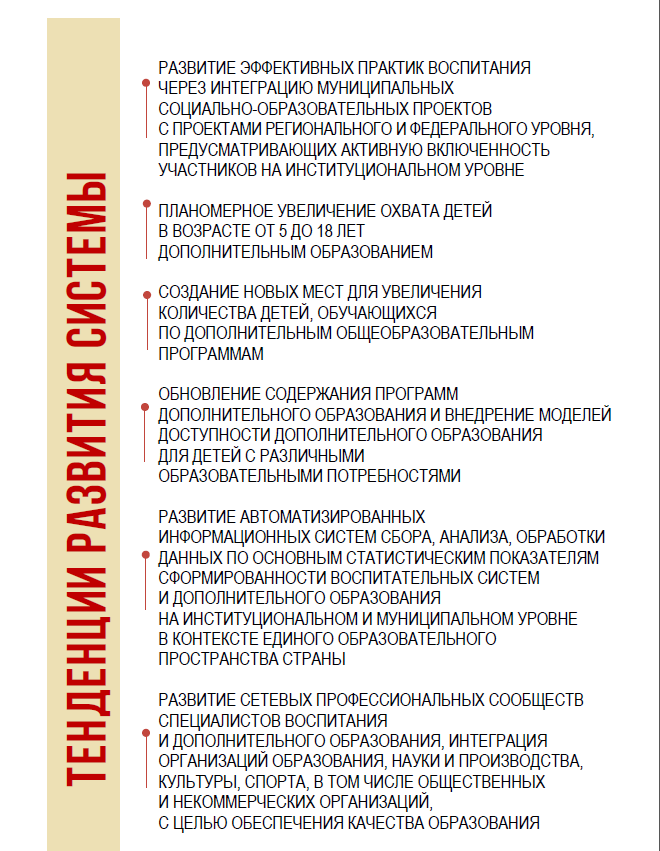 ТЕНДЕНЦИИ РАЗВИТИЯ СИСТЕМЫ
РАЗВИТИЕ ЭФФЕКТИВНЫХ ПРАКТИК ВОСПИТАНИЯ
ЧЕРЕЗ ИНТЕГРАЦИЮ МУНИЦИПАЛЬНЫХ
СОЦИАЛЬНО-ОБРАЗОВАТЕЛЬНЫХ ПРОЕКТОВ
С ПРОЕКТАМИ РЕГИОНАЛЬНОГО И ФЕДЕРАЛЬНОГО УРОВНЯ,
ПРЕДУСМАТРИВАЮЩИХ АКТИВНУЮ ВКЛЮЧЕННОСТЬ
УЧАСТНИКОВ НА ИНСТИТУЦИОНАЛЬНОМ УРОВНЕ
ПЛАНОМЕРНОЕ УВЕЛИЧЕНИЕ ОХВАТА ДЕТЕЙ
В ВОЗРАСТЕ ОТ 5 ДО 18 ЛЕТ
ДОПОЛНИТЕЛЬНЫМ ОБРАЗОВАНИЕМ
СОЗДАНИЕ НОВЫХ МЕСТ ДЛЯ УВЕЛИЧЕНИЯ
КОЛИЧЕСТВА ДЕТЕЙ, ОБУЧАЮЩИХСЯ
ПО ДОПОЛНИТЕЛЬНЫМ ОБЩЕОБРАЗОВАТЕЛЬНЫМ
ПРОГРАММАМ
ОБНОВЛЕНИЕ СОДЕРЖАНИЯ ПРОГРАММ
ДОПОЛНИТЕЛЬНОГО ОБРАЗОВАНИЯ И ВНЕДРЕНИЕ МОДЕЛЕЙ
ДОСТУПНОСТИ ДОПОЛНИТЕЛЬНОГО ОБРАЗОВАНИЯ
ДЛЯ ДЕТЕЙ С РАЗЛИЧНЫМИ
ОБРАЗОВАТЕЛЬНЫМИ ПОТРЕБНОСТЯМИ
РАЗВИТИЕ АВТОМАТИЗИРОВАННЫХ
ИНФОРМАЦИОННЫХ СИСТЕМ СБОРА, АНАЛИЗА, ОБРАБОТКИ
ДАННЫХ ПО ОСНОВНЫМ СТАТИСТИЧЕСКИМ ПОКАЗАТЕЛЯМ
СФОРМИРОВАННОСТИ ВОСПИТАТЕЛЬНЫХ СИСТЕМ
И ДОПОЛНИТЕЛЬНОГО ОБРАЗОВАНИЯ
НА ИНСТИТУЦИОНАЛЬНОМ И МУНИЦИПАЛЬНОМ УРОВНЕ
В КОНТЕКСТЕ ЕДИНОГО ОБРАЗОВАТЕЛЬНОГО
ПРОСТРАНСТВА СТРАНЫ
РАЗВИТИЕ СЕТЕВЫХ ПРОФЕССИОНАЛЬНЫХ СООБЩЕСТВ
СПЕЦИАЛИСТОВ ВОСПИТАНИЯ
И ДОПОЛНИТЕЛЬНОГО ОБРАЗОВАНИЯ, ИНТЕГРАЦИЯ
ОРГАНИЗАЦИЙ ОБРАЗОВАНИЯ, НАУКИ И ПРОИЗВОДСТВА,
КУЛЬТУРЫ, СПОРТА, В ТОМ ЧИСЛЕ ОБЩЕСТВЕННЫХ
И НЕКОММЕРЧЕСКИХ ОРГАНИЗАЦИЙ,
С ЦЕЛЬЮ ОБЕСПЕЧЕНИЯ КАЧЕСТВА ОБРАЗОВАНИЯ